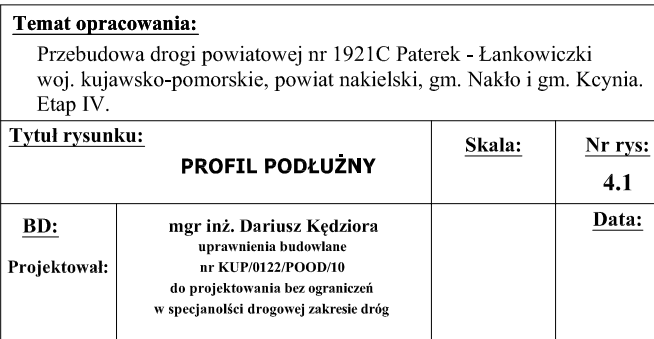 Temat opracowania:
Przebudowa drogi powiatowej nr 1921C Paterek - Łankowiczki
woj. kujawsko-pomorskie, powiat nakielski, gm. Nakło i gm. Kcynia.
Etap IV.
Tytuł rysunku:
PROFIL PODŁUŻNY
Skala:
Nr rys:
4.1
BD:
Projektował:
mgr inż. Dariusz Kędziora
uprawnienia budowlane
nr KUP/0122/POOD/10
do projektowania bez ograniczeń
w specjanolści drogowej zakresie dróg
Data: